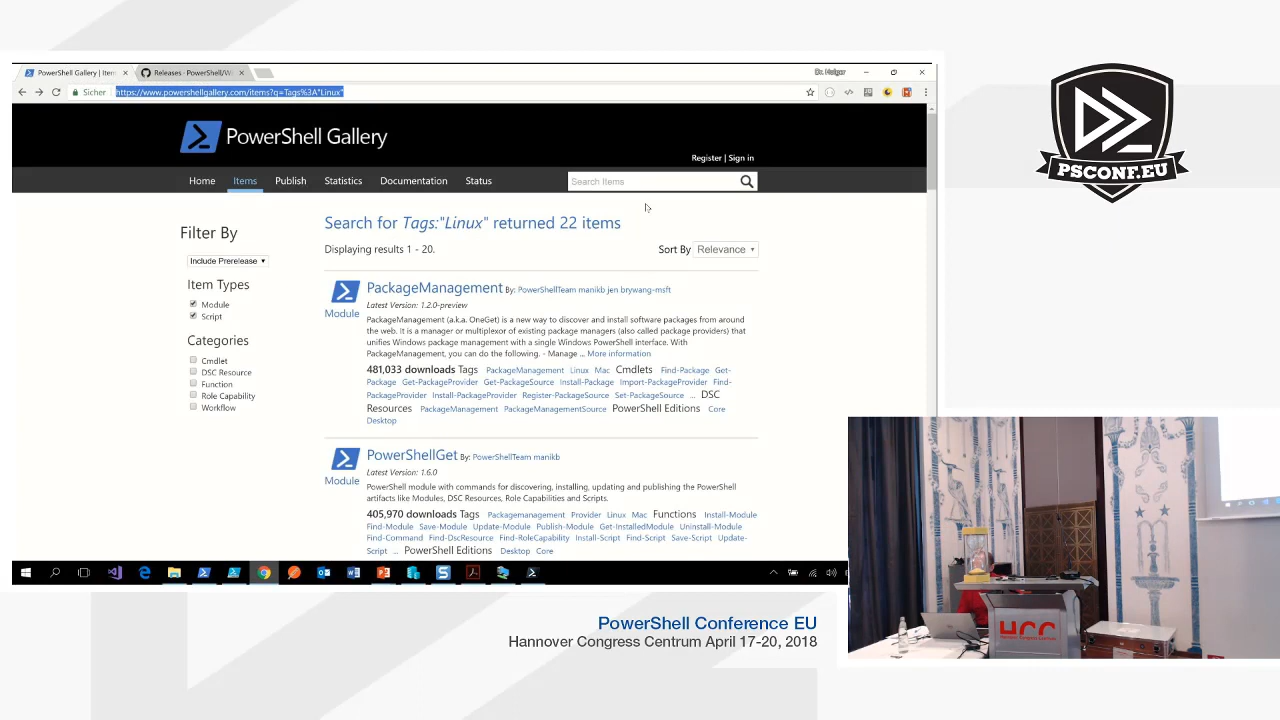 PowerShell Gallery | Item
Releases · PowerShell/W
Sicher
https://www.powershellgallery.com/items?q=Tags%3A"Linux"
PowerShell Gallery
Register | Sign in
Home
Items
Publish
Statistics
Documentation
Status
Search Items
Filter By
Include Prerelease
Item Types
Module
Script
Categories
Cmdlet
DSC Resource
Function
Role Capability
Workflow
Search for Tags:"Linux" returned 22 items
Displaying results 1 - 20.
Sort By Relevance
PackageManagement By: PowerShellTeam manikb jen brywang-msft
Module
Latest Version: 1.2.0-preview
PackageManagement (a.k.a. OneGet) is a new way to discover and install software packages from around
the web. It is a manager or multiplexor of existing package managers (also called package providers) that
unifies Windows package management with a single Windows PowerShell interface. With
PackageManagement, you can do the following. - Manage ... More information
481,033 downloads Tags PackageManagement Linux Mac Cmdlets Find-Package Get-
Package Get-PackageProvider Get-PackageSource Install-Package Import-PackageProvider Find-
PackageProvider Install-PackageProvider Register-PackageSource Set-PackageSource ... DSC
Resources PackageManagement PackageManagementSource PowerShell Editions Core
Desktop
PowerShellGet By: PowerShellTeam manikb
Module
Latest Version: 1.6.0
PowerShell module with commands for discovering, installing, updating and publishing the PowerShell
artifacts like Modules, DSC Resources, Role Capabilities and Scripts.
405,970 downloads Tags Packagemanagement Provider Linux Mac Functions Install-Module
Find-Module Save-Module Update-Module Publish-Module Get-InstalledModule Uninstall-Module
Find-Command Find-DscResource Find-RoleCapability Install-Script Find-Script Save-Script Update-
Script ... PowerShell Editions Desktop Core
PSCONF.EU
PowerShell Conference EU
Hannover Congress Centrum April 17-20, 2018
HCC